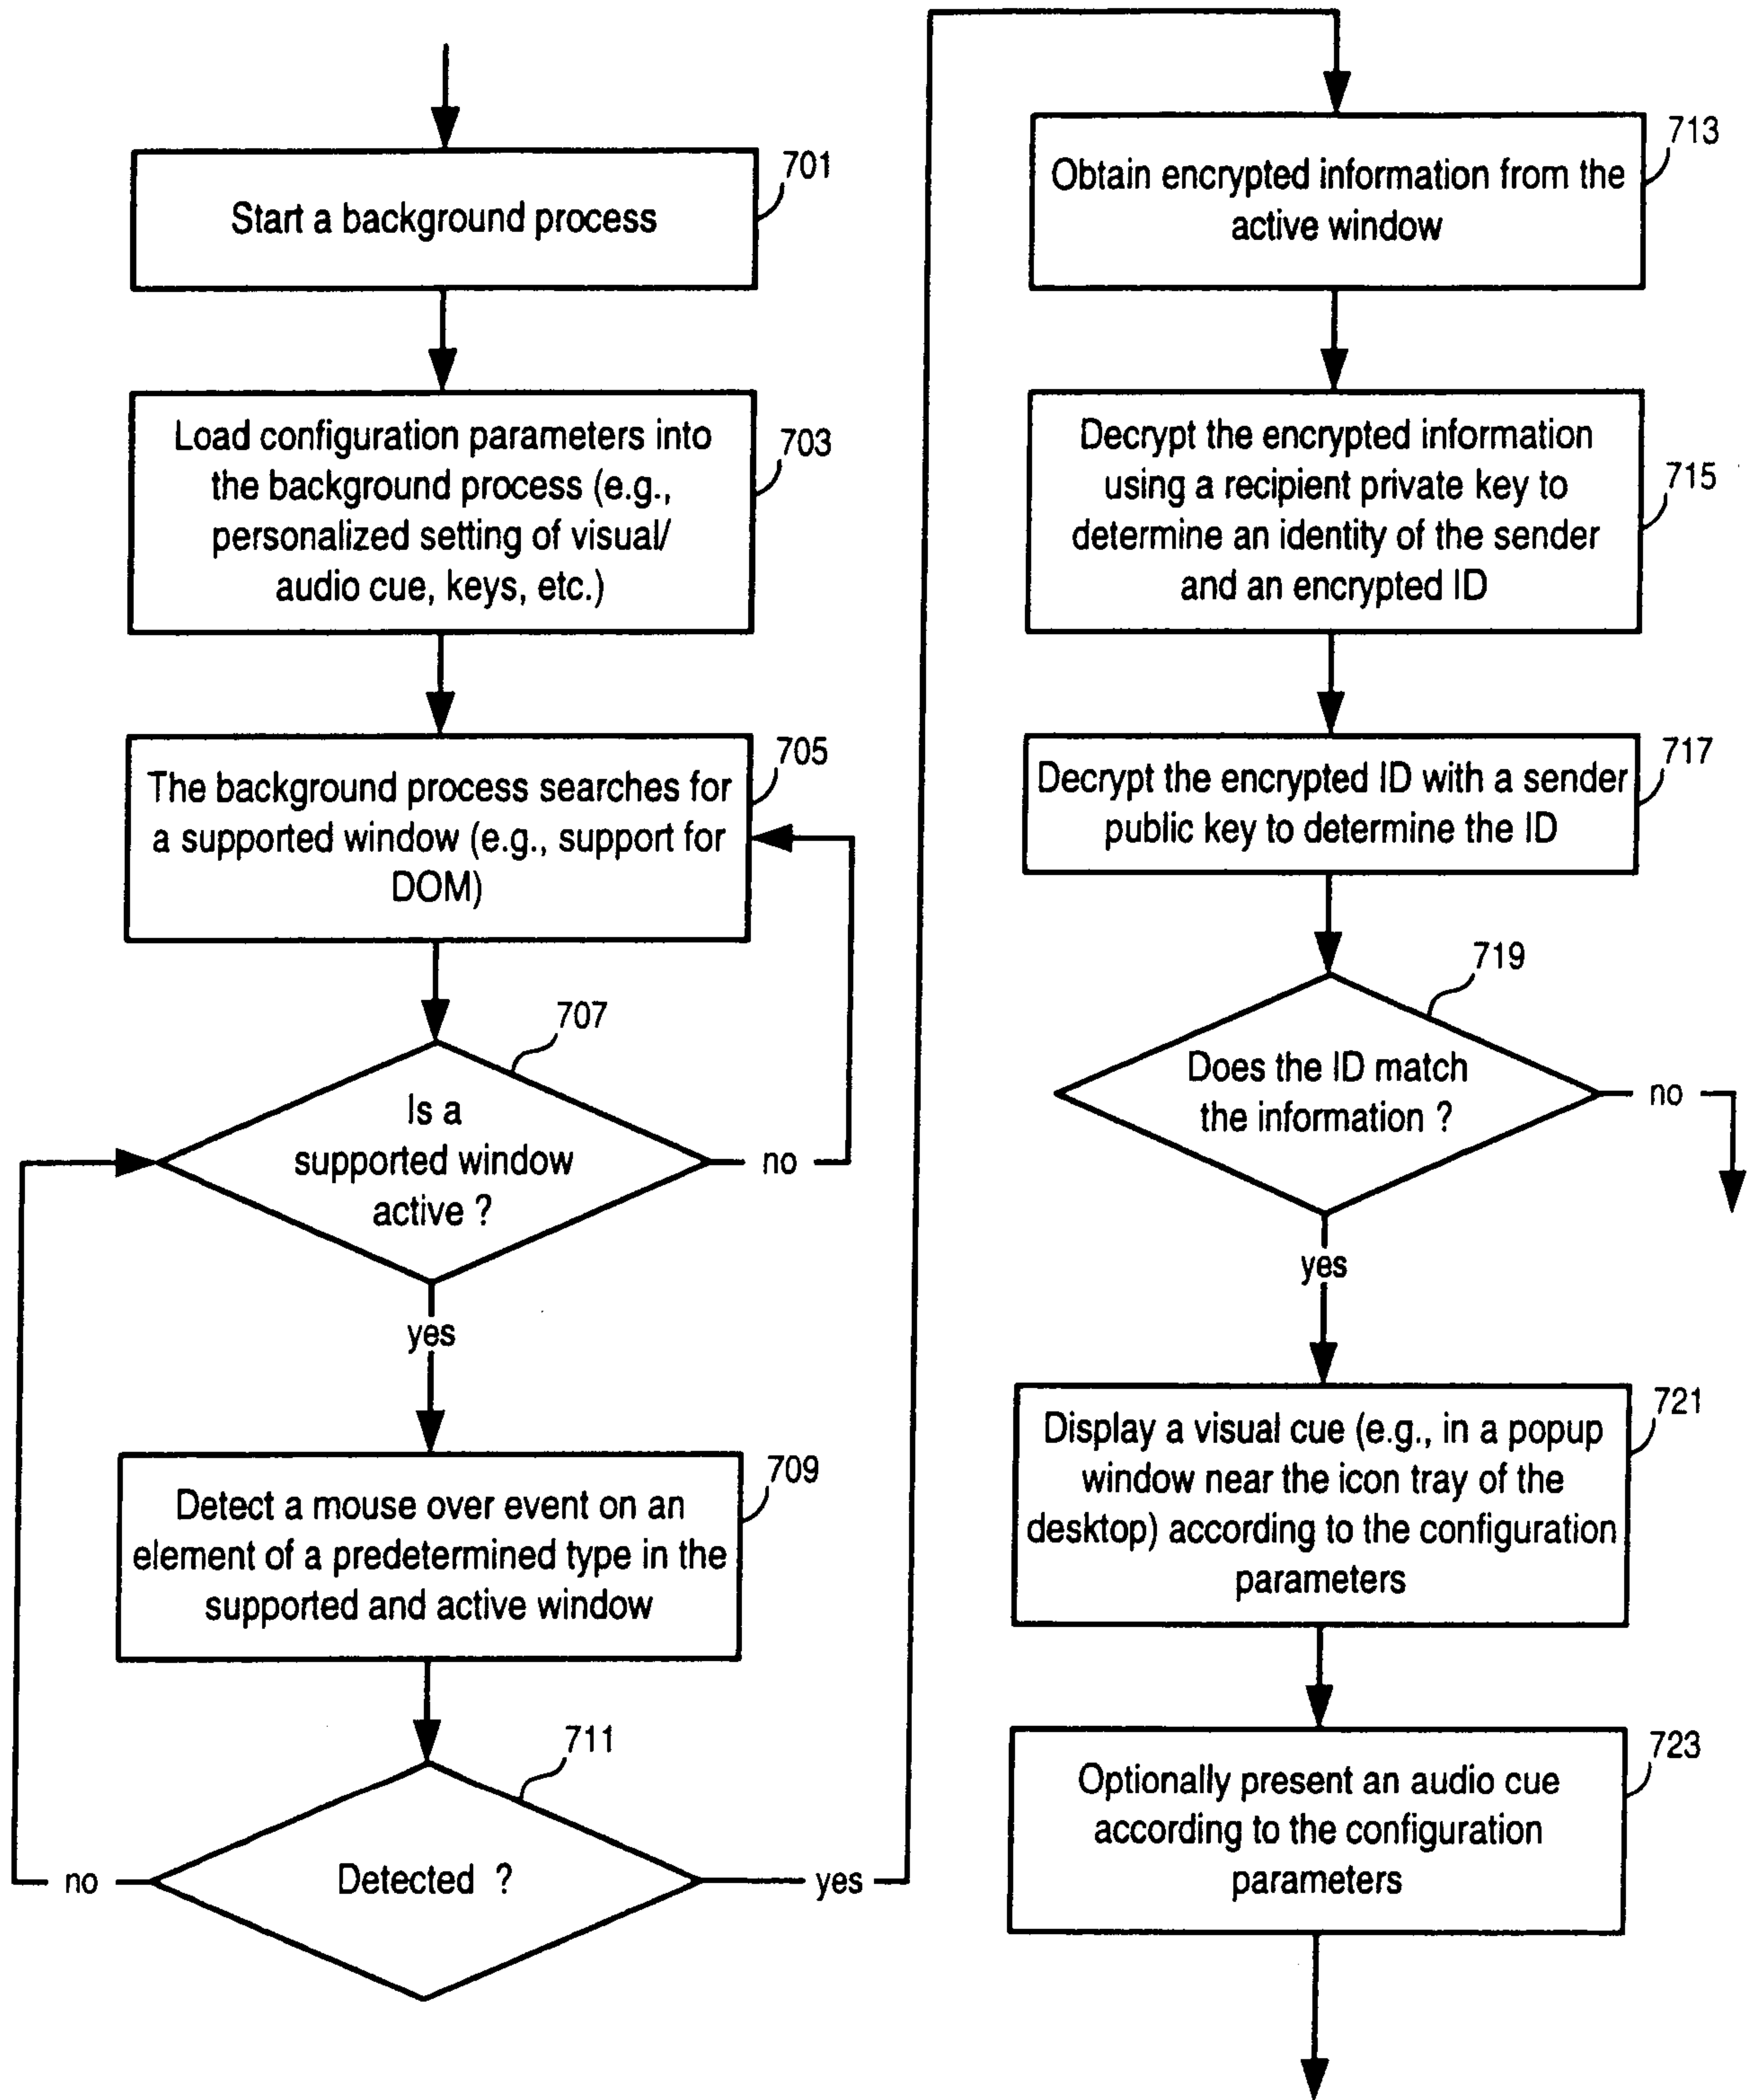 701
Start a background process
703
Load configuration parameters into
the background process (e.g.,
personalized setting of visual/
audio cue, keys, etc.)
705
The background process searches for
a supported window (e.g., support for
DOM)
707
Is a
supported window
active ?
no
yes
709
Detect a mouse over event on an
element of a predetermined type in the
supported and active window
711
Detected ?
no
yes
713
Obtain encrypted information from the
active window
715
Decrypt the encrypted information
using a recipient private key to
determine an identity of the sender
and an encrypted ID
717
Decrypt the encrypted ID with a sender
public key to determine the ID
719
Does the ID match
the information ?
no
yes
721
Display a visual cue (e.g., in a popup
window near the icon tray of the
desktop) according to the configuration
parameters
723
Optionally present an audio cue
according to the configuration
parameters